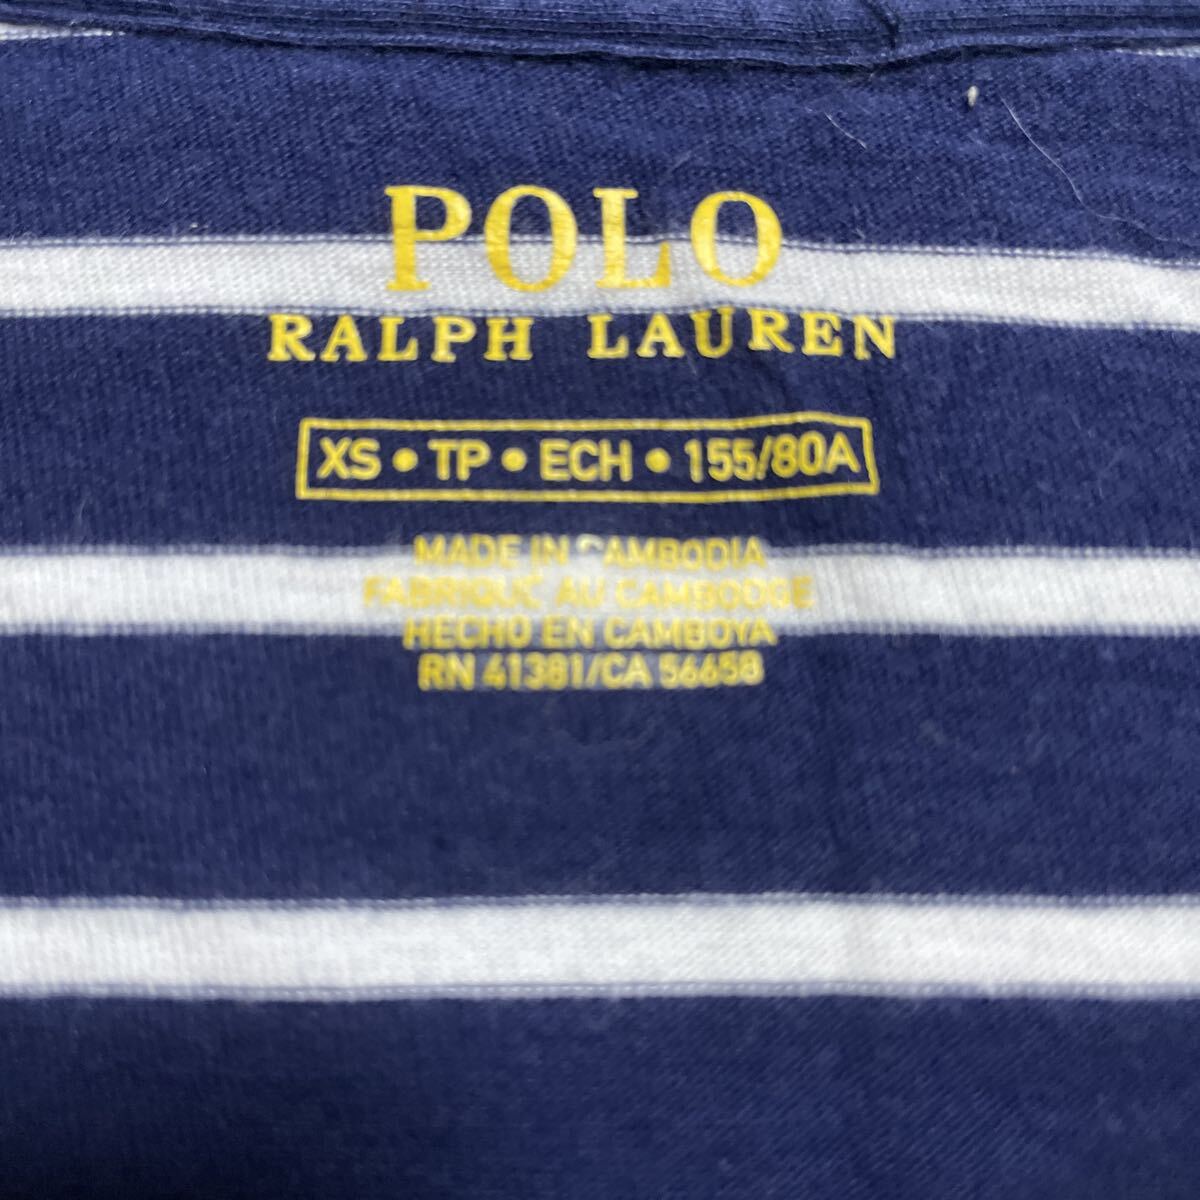 POLO
RALPH LAUREN
XS • TP • ECH • 155/80A
MADE IN CAMBODIA
FABRIQUE AU CAMBODGE
HECHO EN CAMBOYA
RN 41381/CA 56658